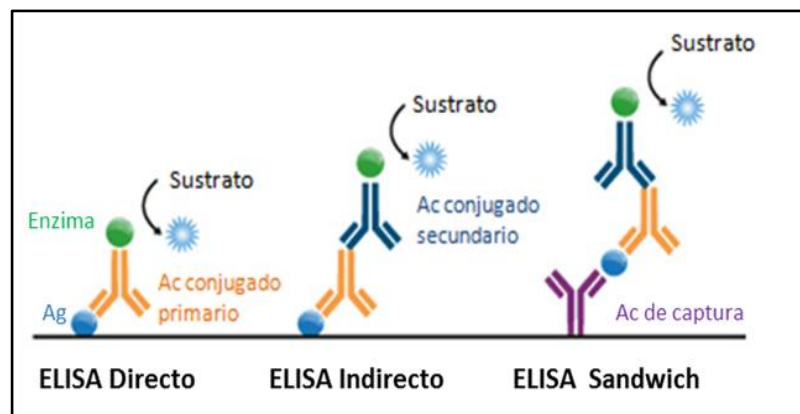 Sustrato
Sustrato
Sustrato
Enzima
Ac conjugado
secundario
Ag
Ac conjugado
primario
Ac de captura
ELISA Directo
ELISA Indirecto
ELISA Sandwich